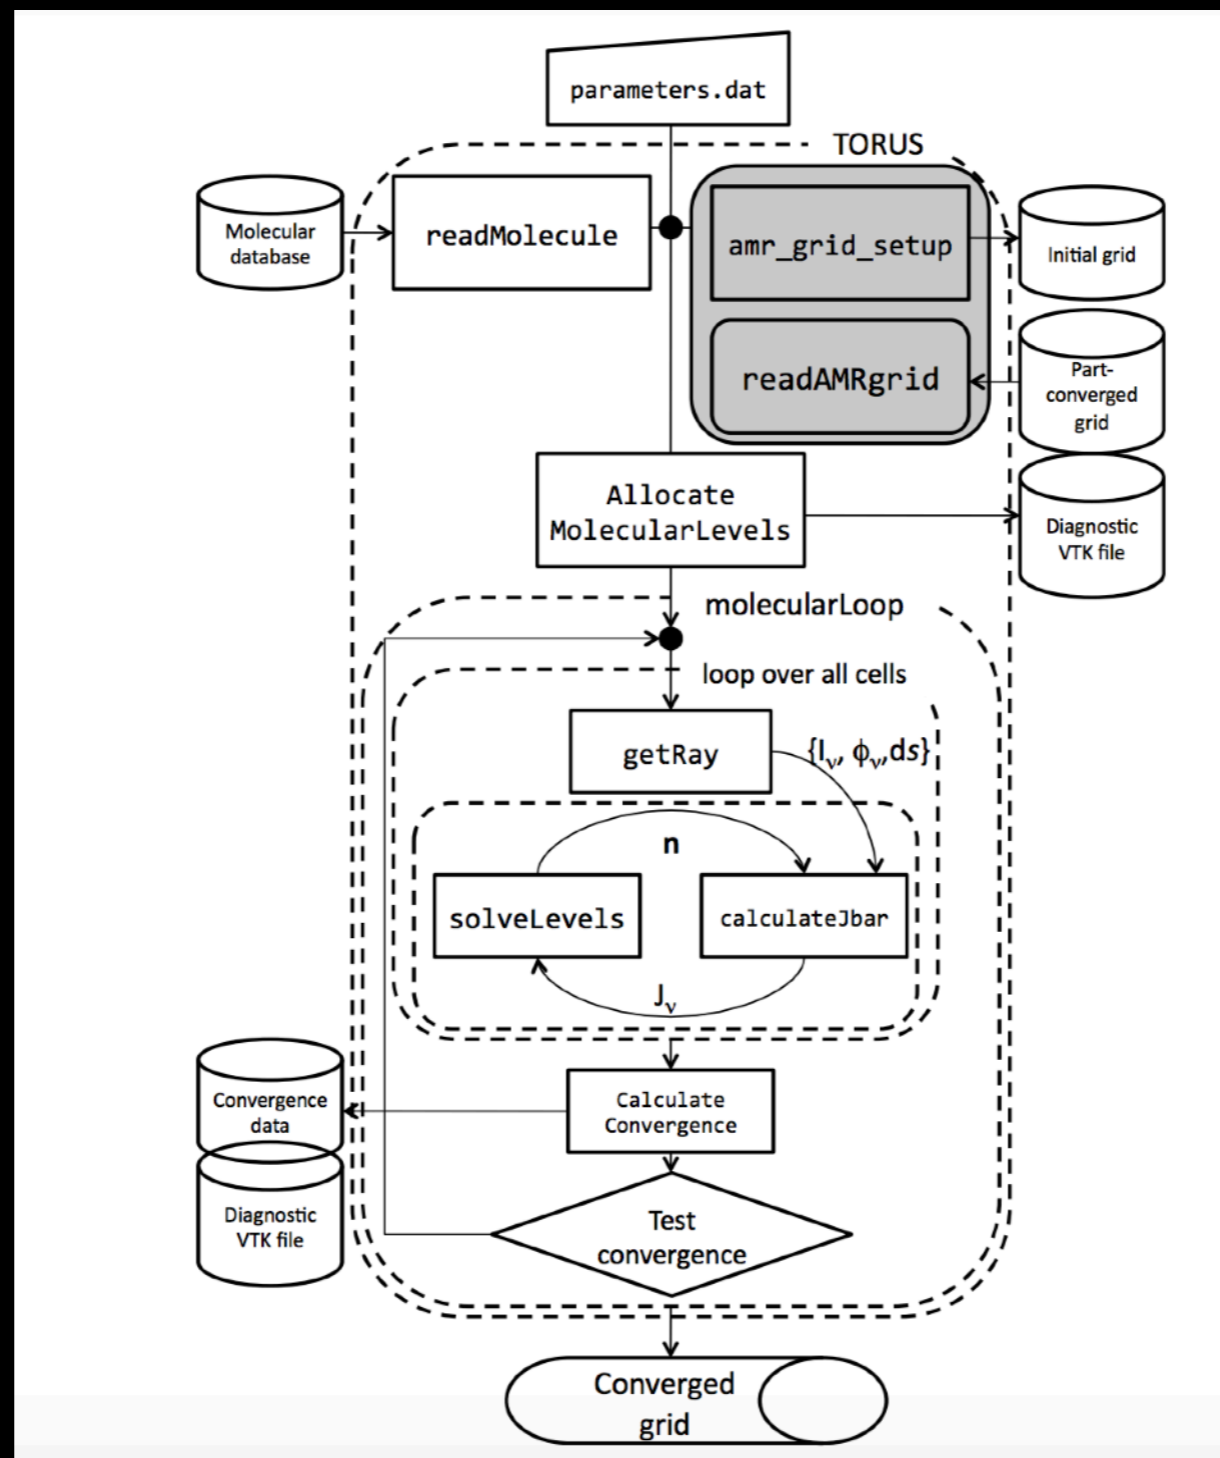 parameters.dat
TORUS
Molecular
database
readMolecule
amr_grid_setup
Initial grid
readAMRgrid
Part-
converged
grid
Allocate
MolecularLevels
Diagnostic
VTK file
molecularLoop
loop over all cells
getRay
{Iν, ϕν,ds}
n
solveLevels
calculateJbar
Jν
Convergence
data
Calculate
Convergence
Diagnostic
VTK file
Test
convergence
Converged
grid